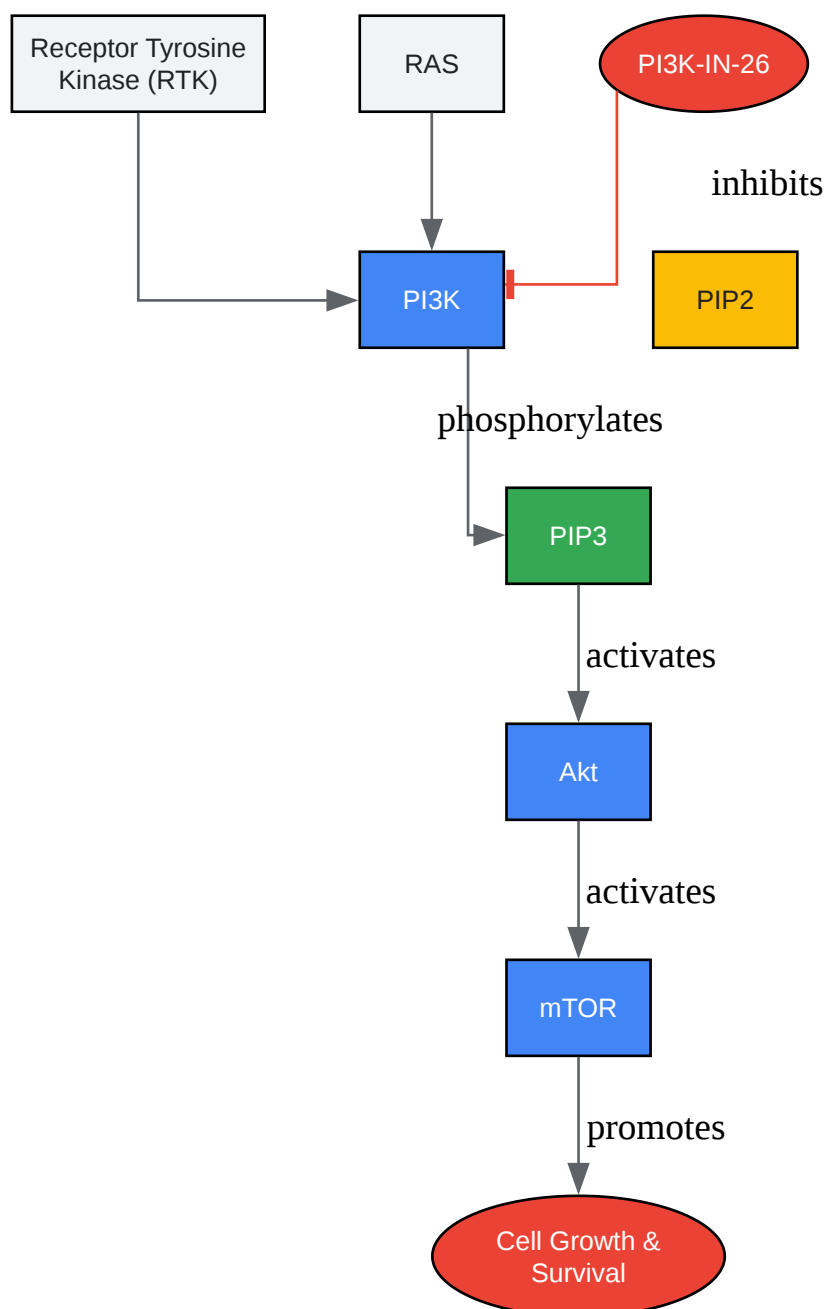 Receptor Tyrosine
Kinase (RTK)
RAS
PI3K-IN-26
inhibits
PI3K
PIP2
phosphorylates
PIP3
activates
Akt
activates
mTOR
promotes
Cell Growth &
Survival